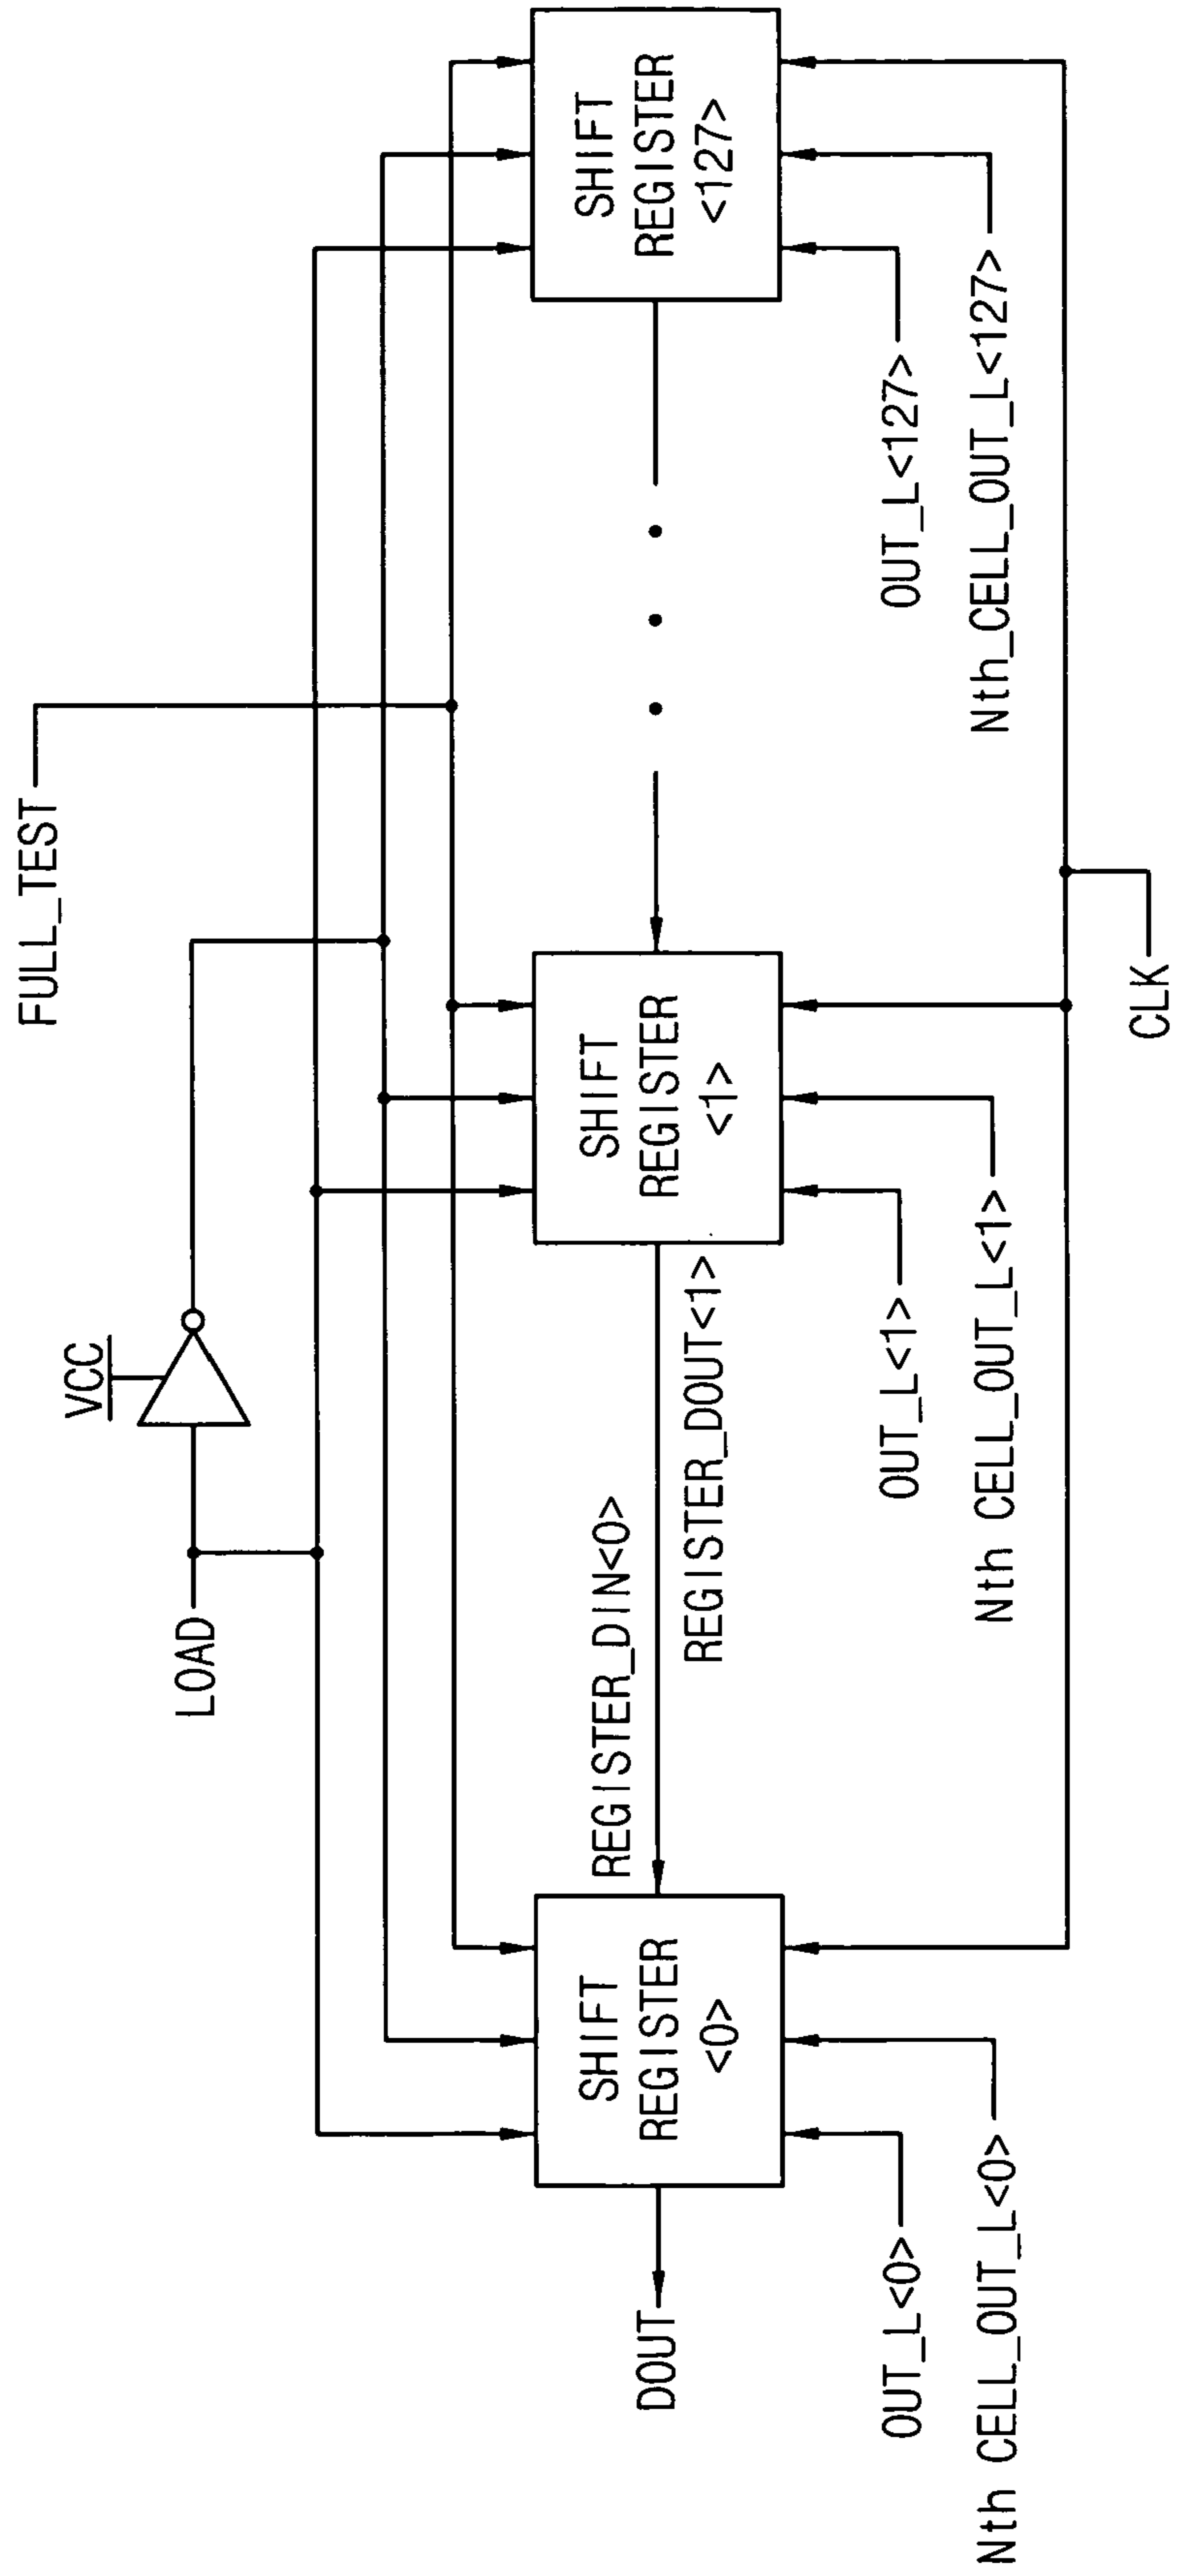 FULL_TEST
VCC
LOAD
SHIFT
REGISTER
<0>
SHIFT
REGISTER
<1>
SHIFT
REGISTER
<127>
REGISTER_DIN<0>
REGISTER_DOUT<1>
DOUT
OUT_L<0>
OUT_L<1>
OUT_L<127>
Nth CELL_OUT_L<0>
Nth CELL_OUT_L<1>
Nth_CELL_OUT_L<127>
CLK